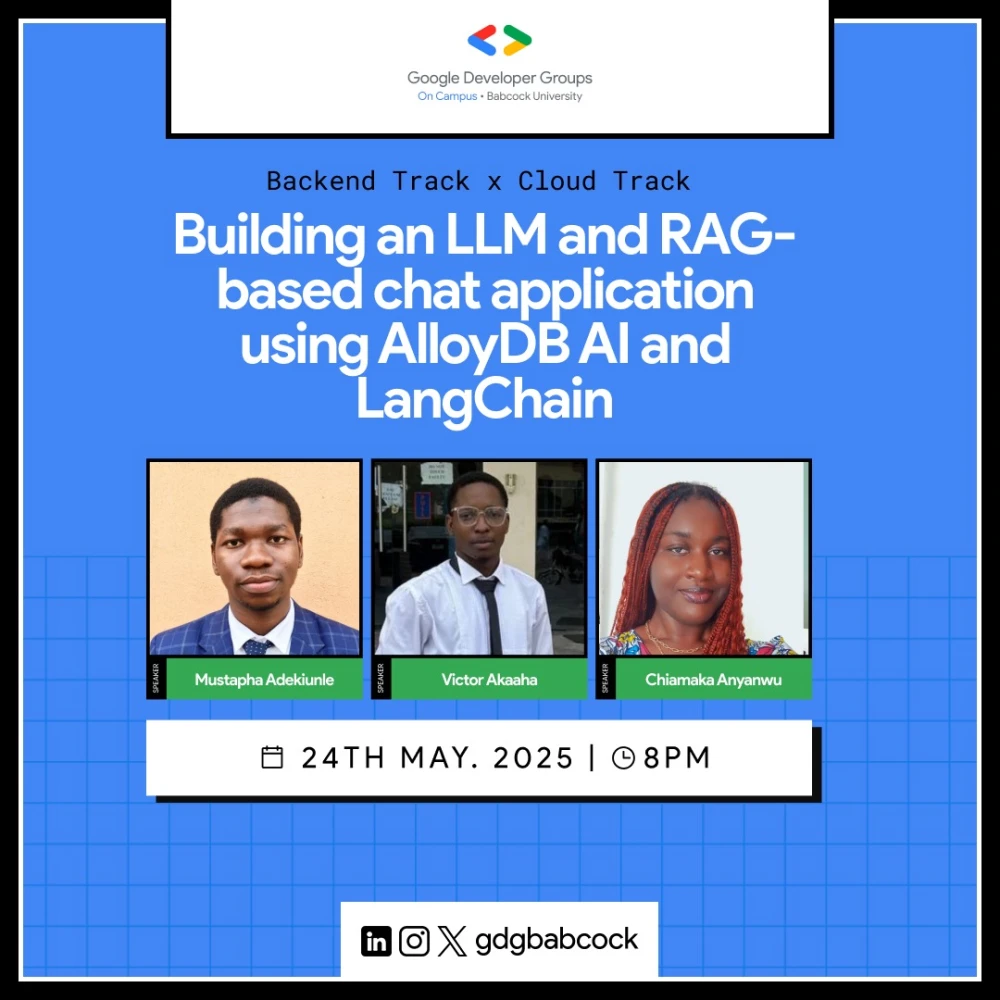 Google Developer Groups
On Campus • Babcock University
Backend Track x Cloud Track
Building an LLM and RAG-
based chat application
using AlloyDB AI and
LangChain
SPEAKER
Mustapha Adekiunle
SPEAKER
Victor Akaaha
SPEAKER
Chiamaka Anyanwu
24TH MAY. 2025 | 8PM
in X gdgbabcock